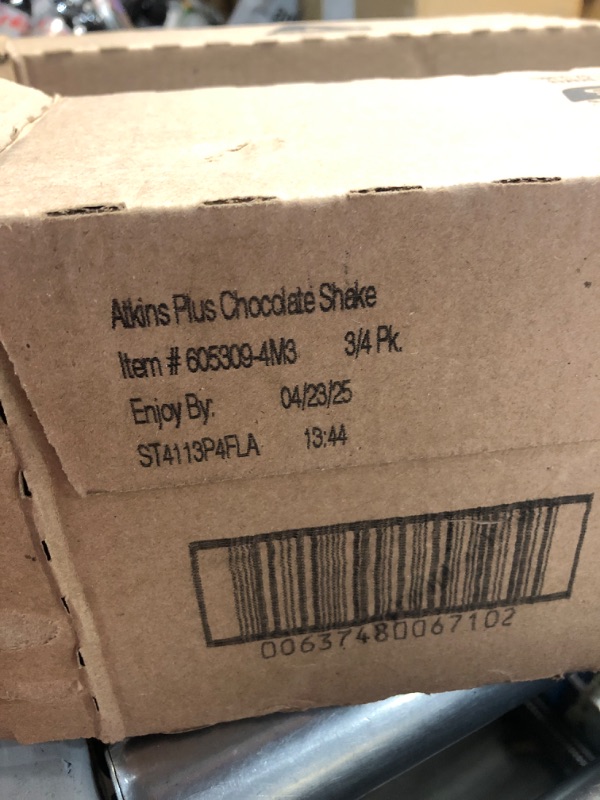 Atkins Plus Chocolate Shake
Item # 605309-4M3 3/4 Pk.
Enjoy By: 04/23/25
ST4113P4FLA 13:44
00637480067102